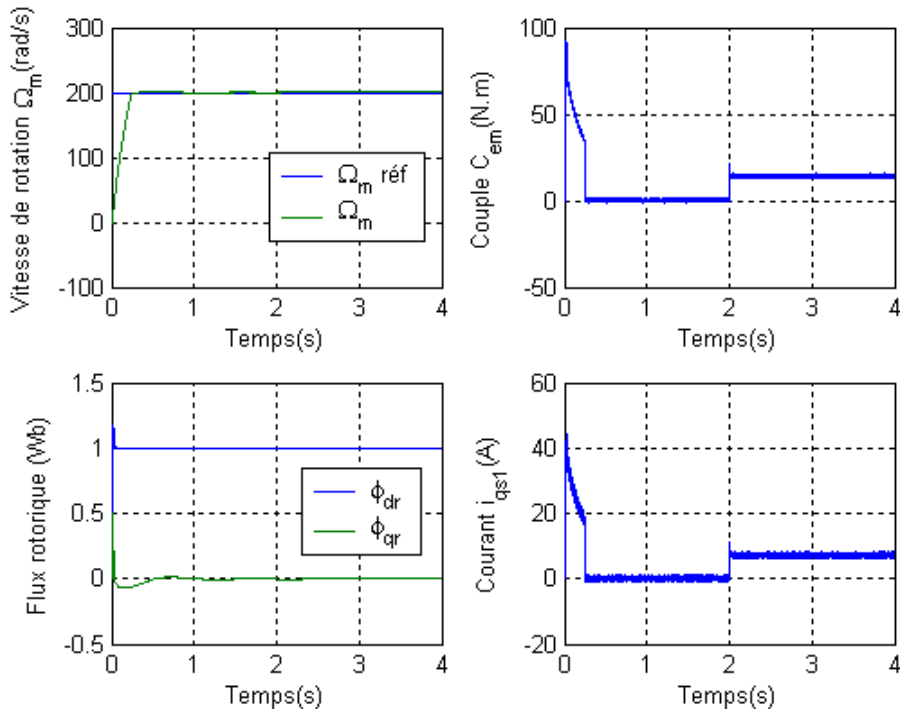 300
200
100
0
-100
0 1 2 3 4
Vitesse de rotation Ωm(rad/s)
Temps(s)
Ωm réf
Ωm
100
50
0
-50
0 1 2 3 4
Couple Cem(N.m)
Temps(s)
1.5
1
0.5
0
-0.5
0 1 2 3 4
Flux rotorique (Wb)
Temps(s)
ϕdr
ϕqr
60
40
20
0
-20
0 1 2 3 4
Courant iqs1(A)
Temps(s)